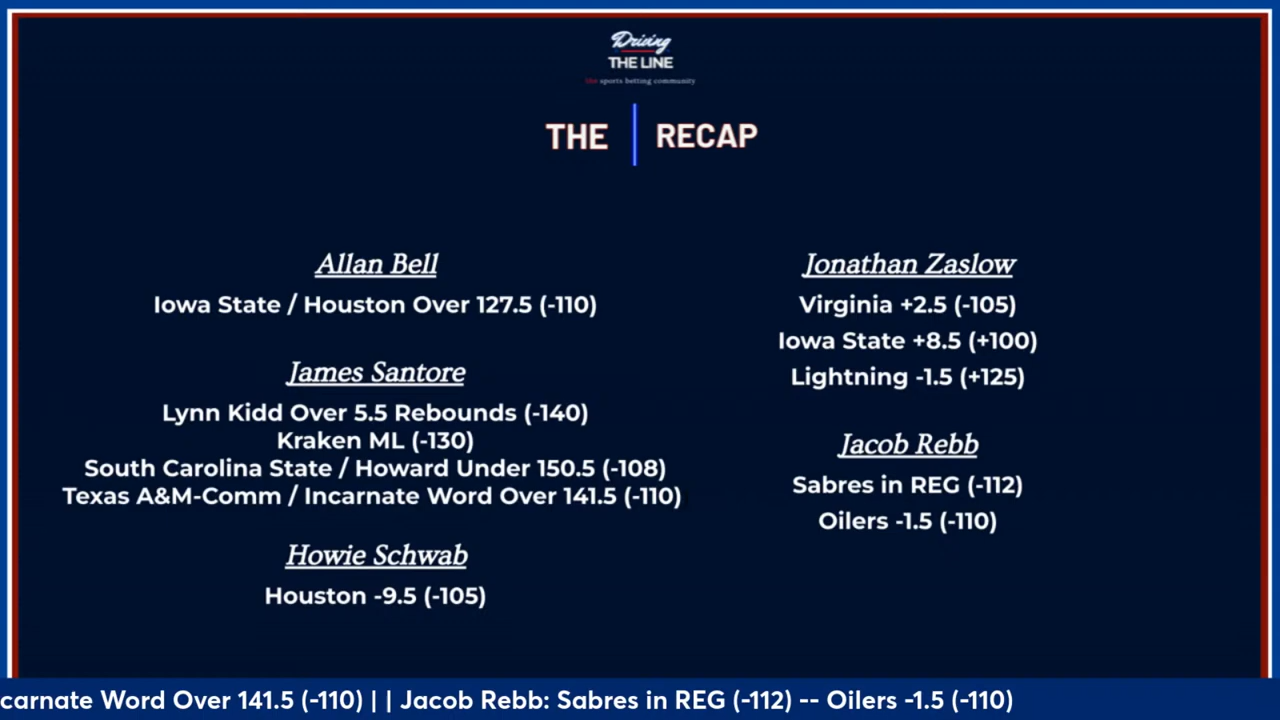 Driving
THE LINE
the sports betting community
THE | RECAP
Allan Bell
Iowa State / Houston Over 127.5 (-110)
James Santore
Lynn Kidd Over 5.5 Rebounds (-140)
Kraken ML (-130)
South Carolina State / Howard Under 150.5 (-108)
Texas A&M-Comm / Incarnate Word Over 141.5 (-110)
Howie Schwab
Houston -9.5 (-105)
Jonathan Zaslow
Virginia +2.5 (-105)
Iowa State +8.5 (+100)
Lightning -1.5 (+125)
Jacob Rebb
Sabres in REG (-112)
Oilers -1.5 (-110)
carnate Word Over 141.5 (-110) | | Jacob Rebb: Sabres in REG (-112) -- Oilers -1.5 (-110)